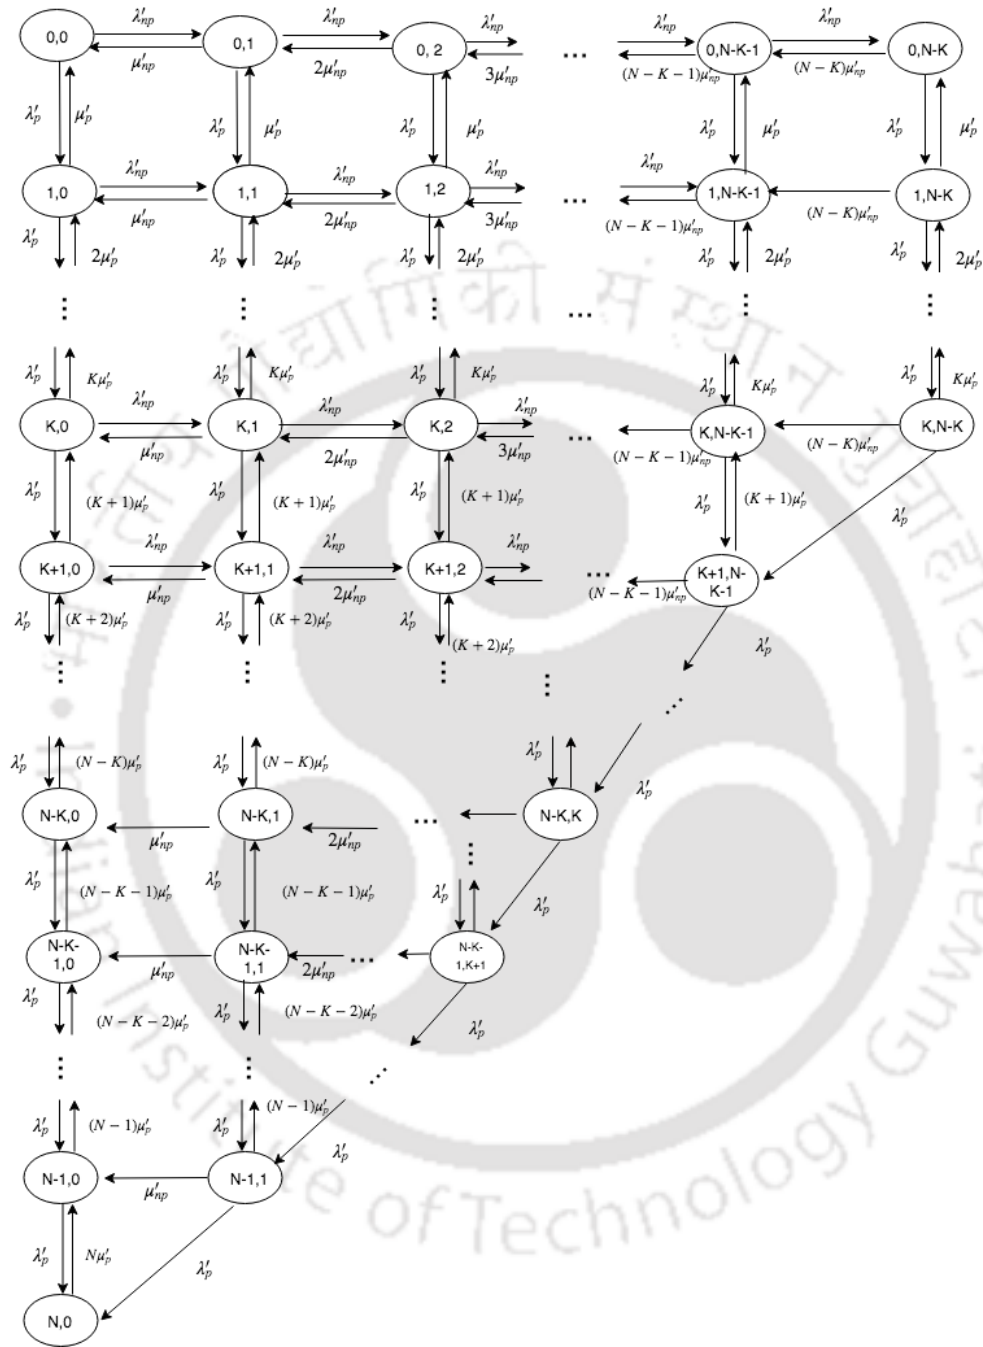 λ′np λ′np λ′np λ′np λ′np
0,0 0,1 0, 2 ... 0,N-K-1 0,N-K
μ′np 2μ′np 3μ′np (N − K − 1)μ′np (N − K)μ′np
λ′p μ′p λ′p μ′p λ′p μ′p λ′p μ′p λ′p μ′p
λ′np λ′np λ′np λ′np
1,0 1,1 1,2 ... 1,N-K-1 1,N-K
μ′np 2μ′np 3μ′np (N − K − 1)μ′np (N − K)μ′np
λ′p 2μ′p λ′p 2μ′p λ′p 2μ′p λ′p 2μ′p λ′p 2μ′p
... ... ... ... ... ...
λ′p Kμ′p λ′p Kμ′p λ′p Kμ′p λ′p Kμ′p λ′p Kμ′p
λ′np λ′np λ′np
K,0 K,1 K,2 ... K,N-K-1 K,N-K
μ′np 2μ′np 3μ′np (N − K − 1)μ′np (N − K)μ′np
λ′p (K + 1)μ′p λ′p (K + 1)μ′p λ′p (K + 1)μ′p λ′p (K + 1)μ′p λ′p
λ′np λ′np λ′np
K+1,0 K+1,1 K+1,2 ... K+1,N-
K-1
μ′np 2μ′np (N − K − 1)μ′np
λ′p (K + 2)μ′p λ′p (K + 2)μ′p λ′p (K + 2)μ′p λ′p
... ... ... ... ...
λ′p (N − K)μ′p λ′p (N − K)μ′p λ′p λ′p
N-K,0 N-K,1 ... N-K,K
μ′np 2μ′np
...
λ′p (N − K − 1)μ′p λ′p (N − K − 1)μ′p λ′p λ′p
N-K-
1,0
N-K-
1,1
...
N-K-
1,K+1
μ′np 2μ′np
λ′p (N − K − 2)μ′p λ′p (N − K − 2)μ′p λ′p
... ... ...
λ′p (N − 1)μ′p λ′p (N − 1)μ′p λ′p
N-1,0 N-1,1
μ′np
λ′p Nμ′p λ′p
N,0
Indian Institute of Technology Guwahati